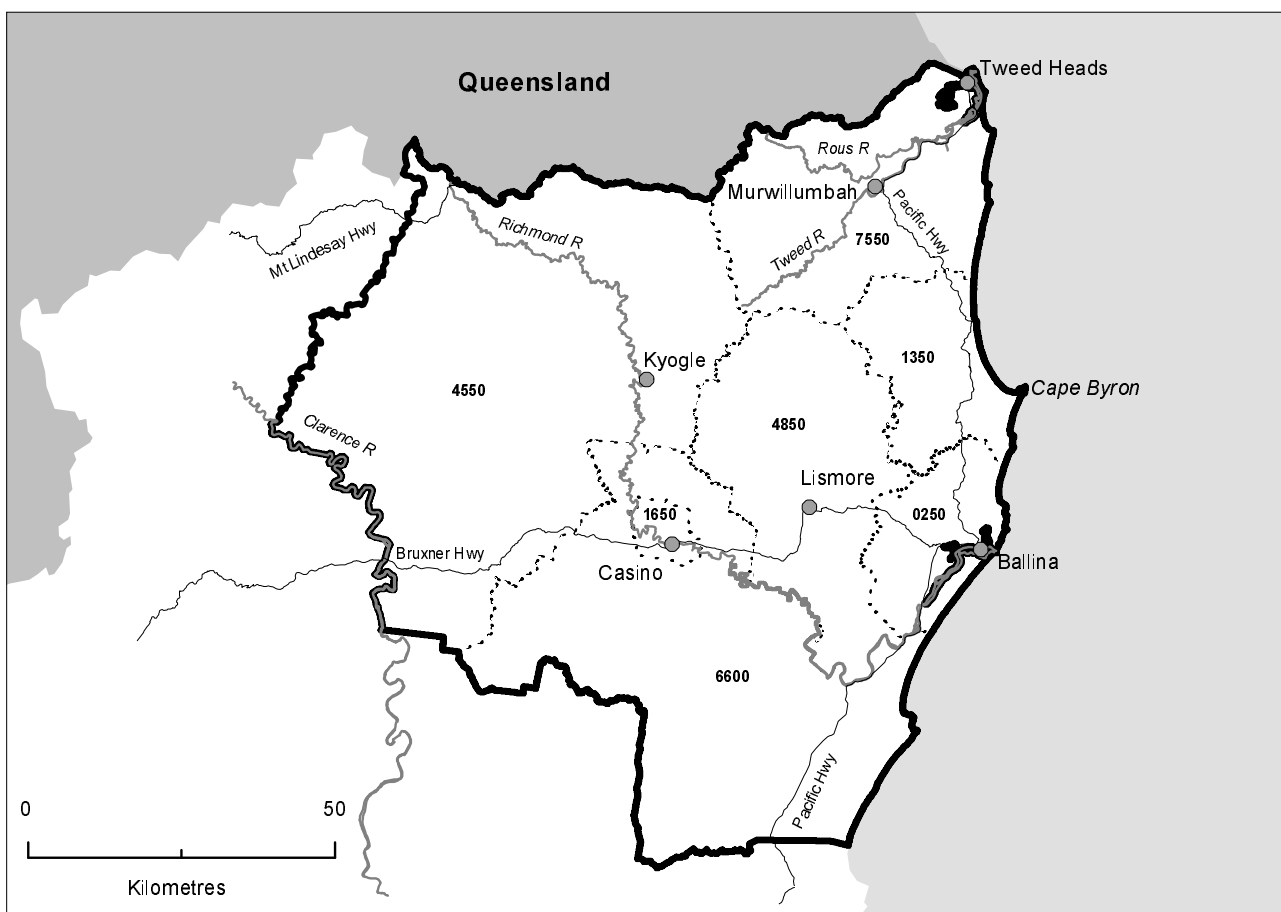 Tweed Heads
Queensland
Rous R
Murwillumbah
Pacific Hwy
Richmond R
Mt Lindesay Hwy
Tweed R
7550
Kyogle
1350
4550
Cape Byron
4850
Clarence R
Lismore
1650
0250
Bruxner Hwy
Casino
Ballina
6600
Pacific Hwy
0
50
Kilometres